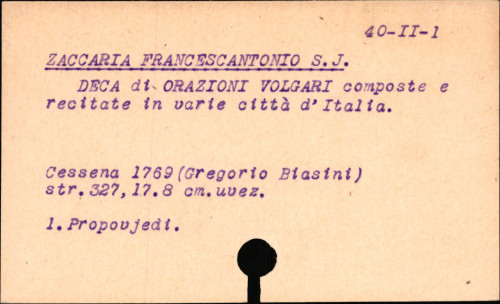 40-II-1
ZACCARIA FRANCESCANTONIO S.J.
DECA di ORAZIONI VOLGARI composte e
recitate in varie città d'Italia.
Cessena 1769(Gregorio Biasini)
str.327,17.8 cm.uvez.
1.Propovjedi.